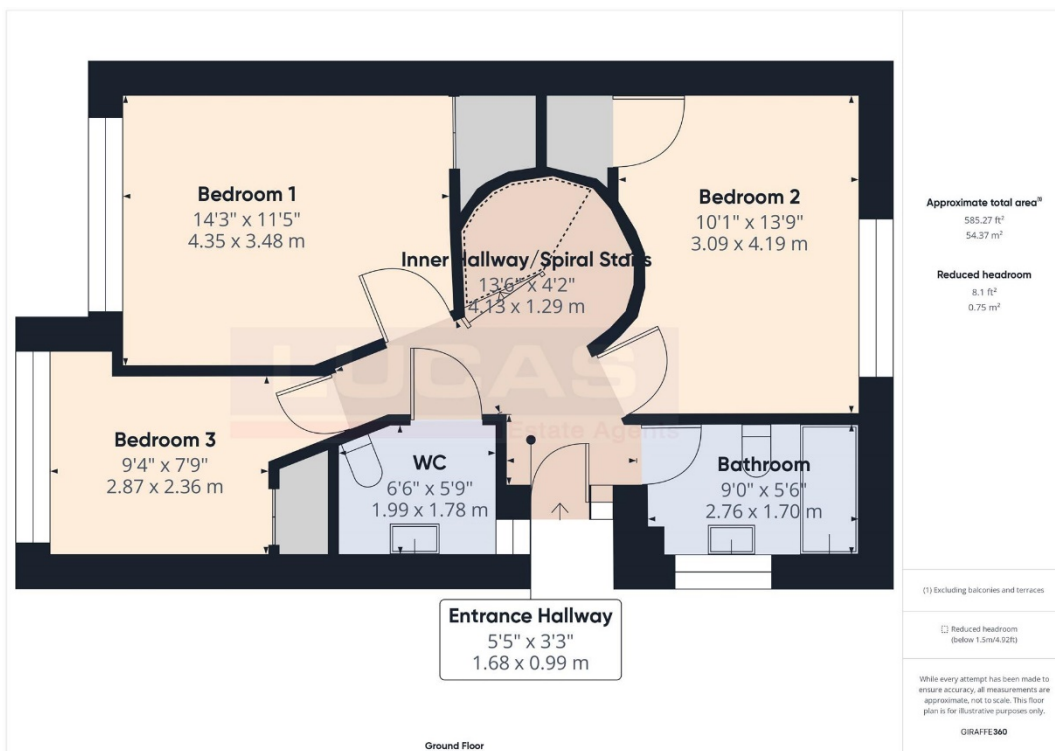 Bedroom 1
14'3" x 11'5"
4.35 x 3.48 m
Bedroom 2
10'1" x 13'9"
3.09 x 4.19 m
Inner Hallway/Spiral Stairs
13'6" x 4'2"
4.13 x 1.29 m
LUCAS
Estate Agents
Bedroom 3
9'4" x 7'9"
2.87 x 2.36 m
WC
6'6" x 5'9"
1.99 x 1.78 m
Bathroom
9'0" x 5'6"
2.76 x 1.70 m
Entrance Hallway
5'5" x 3'3"
1.68 x 0.99 m
Ground Floor
Approximate total area⁽¹⁾
585.27 ft²
54.37 m²
Reduced headroom
8.1 ft²
0.75 m²
(1) Excluding balconies and terraces
Reduced headroom
(below 1.5m/4.92ft)
While every attempt has been made to
ensure accuracy, all measurements are
approximate, not to scale. This floor
plan is for illustrative purposes only.
GIRAFFE360